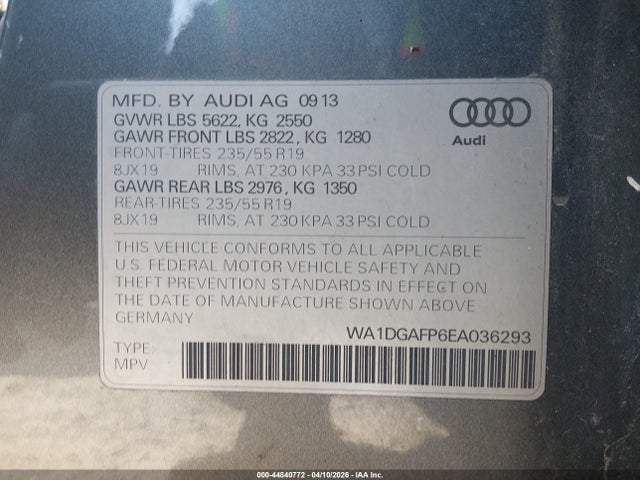 MFD. BY AUDI AG 0913
GVWR LBS 5622, KG 2550
GAWR FRONT LBS 2822, KG 1280
FRONT-TIRES 235/55 R19
8JX19 RIMS, AT 230 KPA 33 PSI COLD
GAWR REAR LBS 2976, KG 1350
REAR-TIRES 235/55 R19
8JX19 RIMS, AT 230 KPA 33 PSI COLD
Audi
THIS VEHICLE CONFORMS TO ALL APPLICABLE
U.S. FEDERAL MOTOR VEHICLE SAFETY AND
THEFT PREVENTION STANDARDS IN EFFECT ON
THE DATE OF MANUFACTURE SHOWN ABOVE
GERMANY
WA1DGAFP6EA036293
TYPE:
MPV
000-44840772 - 04/10/2026 - IAA Inc.